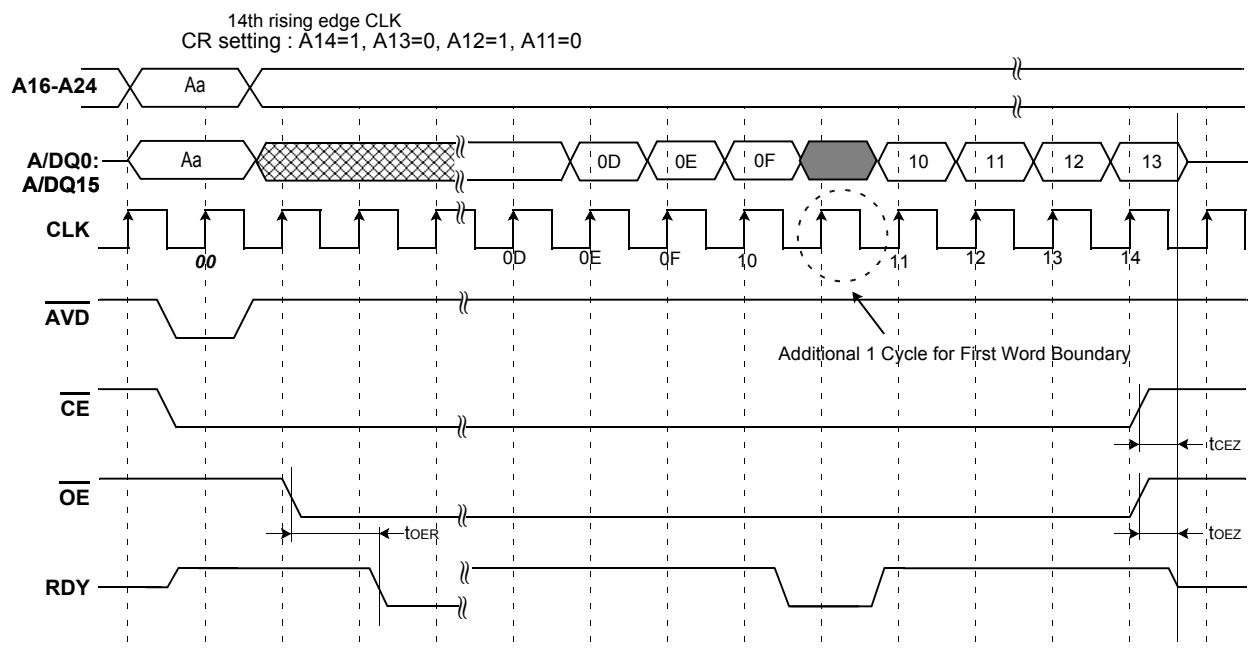 14th rising edge CLK
CR setting : A14=1, A13=0, A12=1, A11=0
A16-A24
Aa
A/DQ0:
A/DQ15
Aa
0D
0E
0F
10
11
12
13
CLK
00
0D
0E
0F
10
11
12
13
14
AVD
Additional 1 Cycle for First Word Boundary
CE
tCEZ
OE
tOER
tOEZ
RDY